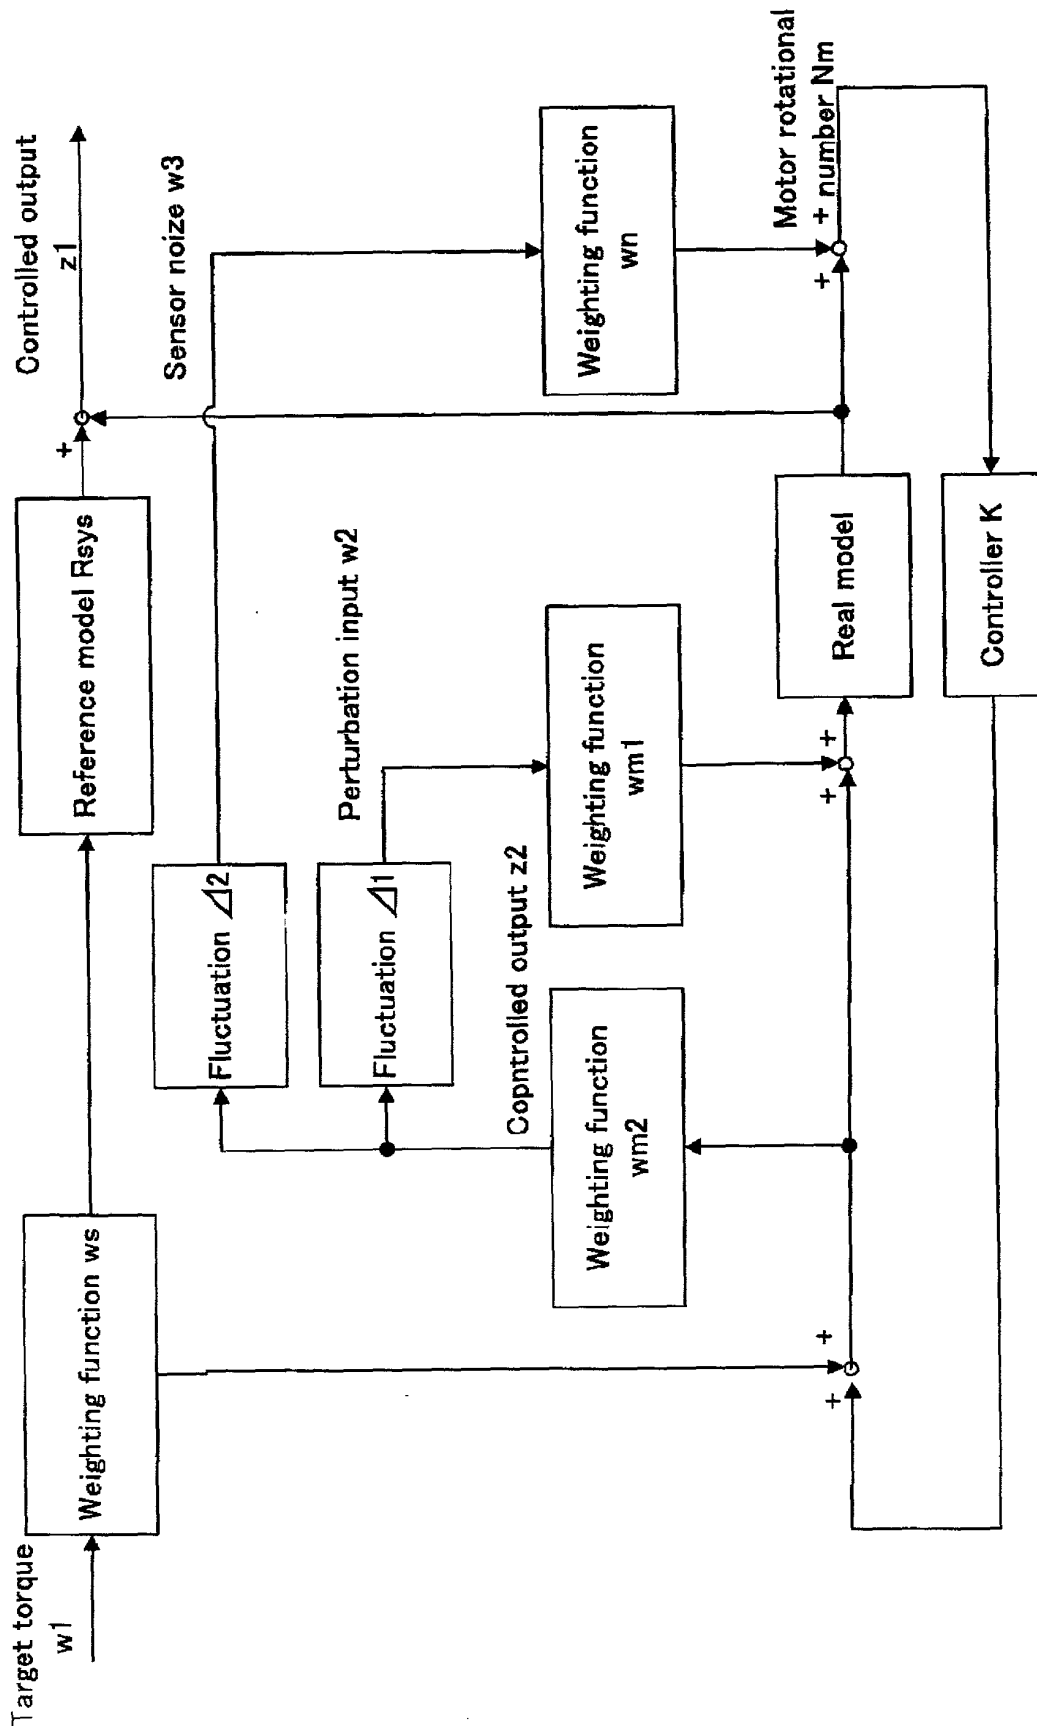 Target torque
w1
Weighting function ws
Reference model Rsys
+
Controlled output
z1
Fluctuation ⊿2
Sensor noize w3
Fluctuation ⊿1
Perturbation input w2
Copntrolled output z2
Weighting function
wm2
Weighting function
wm1
Weighting function
wn
+
+
+
+
Real model
+
+
Motor rotational
number Nm
Controller K